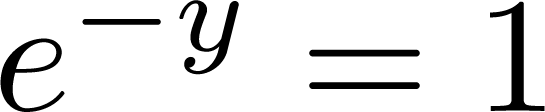 $e^{-y} = 1$